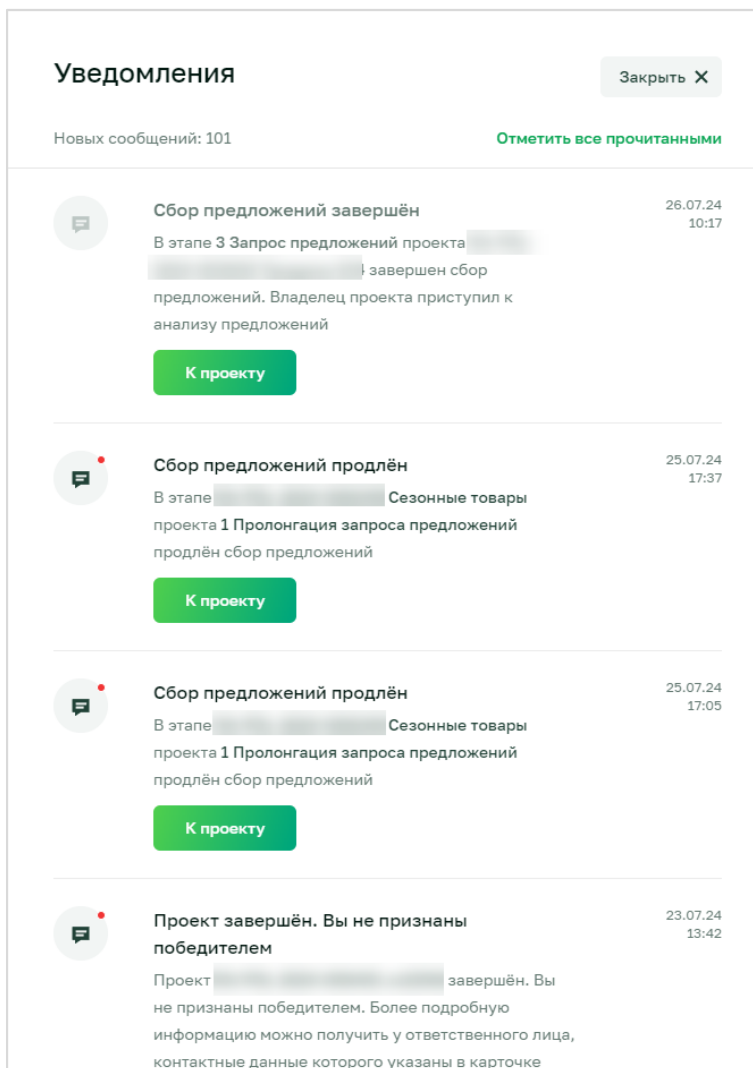 Уведомления
Закрыть
Новых сообщений: 101
Отметить все прочитанными
Сбор предложений завершён
26.07.24
10:17
В этапе 3 Запрос предложений проекта
завершен сбор
предложений. Владелец проекта приступил к
анализу предложений
К проекту
Сбор предложений продлён
25.07.24
17:37
В этапе Сезонные товары
проекта 1 Пролонгация запроса предложений
продлён сбор предложений
К проекту
Сбор предложений продлён
25.07.24
17:05
В этапе Сезонные товары
проекта 1 Пролонгация запроса предложений
продлён сбор предложений
К проекту
Проект завершён. Вы не признаны
победителем
23.07.24
13:42
Проект завершён. Вы
не признаны победителем. Более подробную
информацию можно получить у ответственного лица,
контактные данные которого указаны в карточке